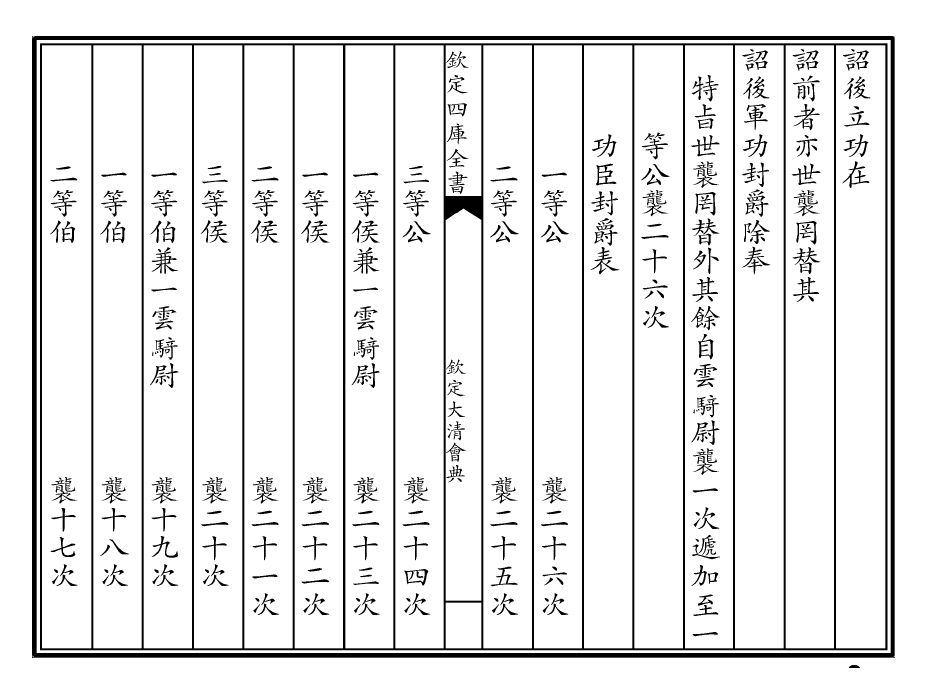 詔後立功在
詔前者亦世襲罔替其
詔後軍功封爵除奉
特㫖世襲罔替外其餘自雲騎尉襲一次遞加至一
等公襲二十六次
功臣封爵表
一等公 襲二十六次
二等公 襲二十五次
欽定四庫全書 欽定大清會典
三等公 襲二十四次
一等侯兼一雲騎尉 襲二十三次
一等侯 襲二十二次
二等侯 襲二十一次
三等侯 襲二十次
一等伯兼一雲騎尉 襲十九次
一等伯 襲十八次
二等伯 襲十七次